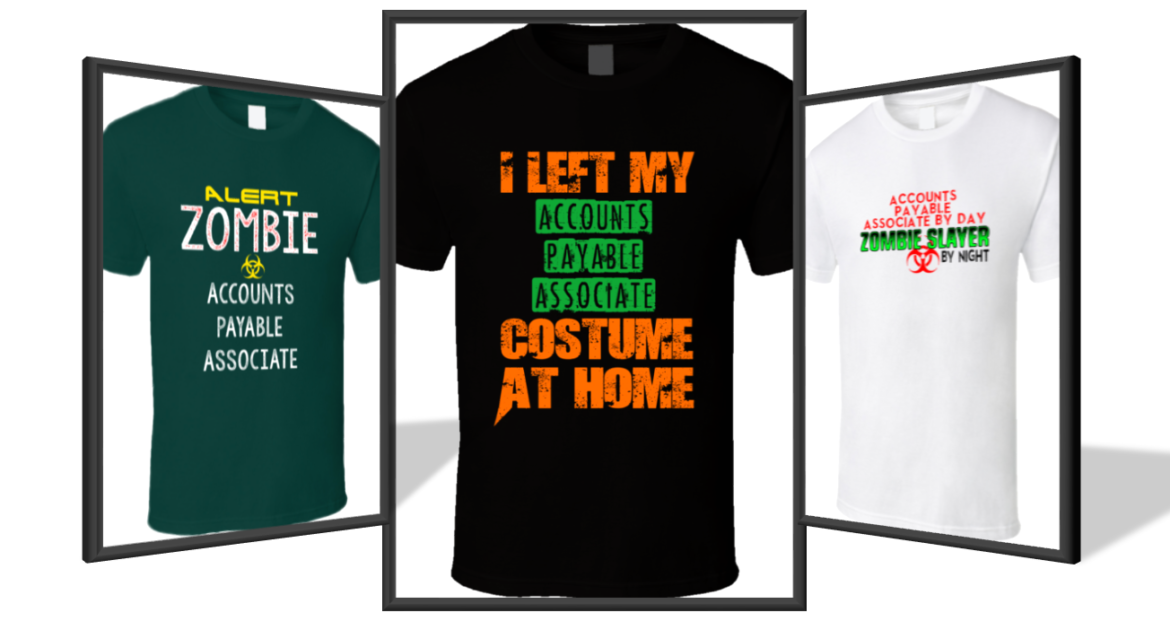 ALERT
ZOMBIE
ACCOUNTS
PAYABLE
ASSOCIATE
I LEFT MY
ACCOUNTS
PAYABLE
ASSOCIATE
COSTUME
AT HOME
ACCOUNTS
PAYABLE
ASSOCIATE BY DAY
ZOMBIE SLAYER
BY NIGHT